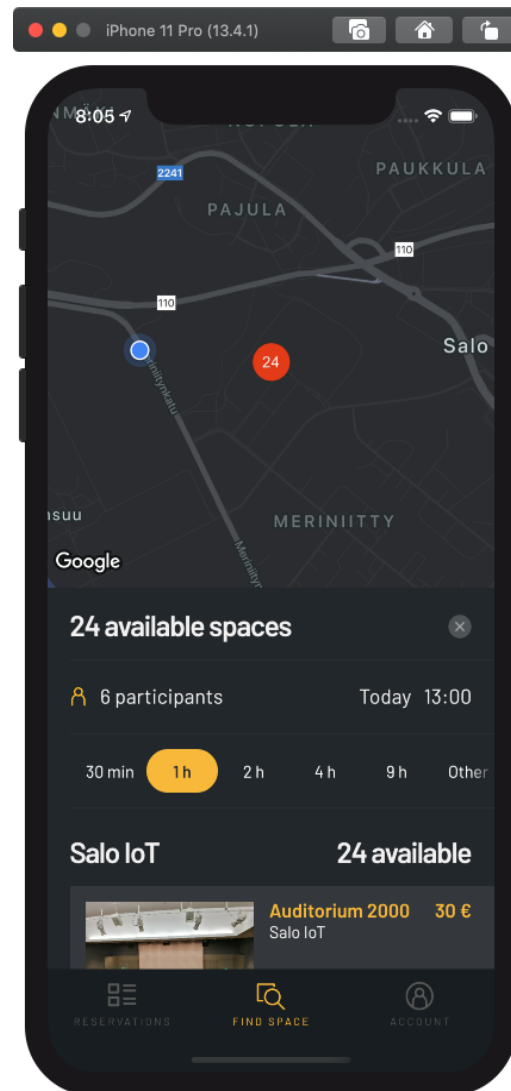 iPhone 11 Pro (13.4.1)
8:05
2241
PAUKKULA
PAJULA
110
110
Salo
24
Meriniitynkatu
MERINIITTY
Google
24 available spaces
6 participants Today 13:00
30 min 1 h 2 h 4 h 9 h Other
Salo IoT 24 available
Auditorium 2000 30 €
Salo IoT
RESERVATIONS FIND SPACE ACCOUNT